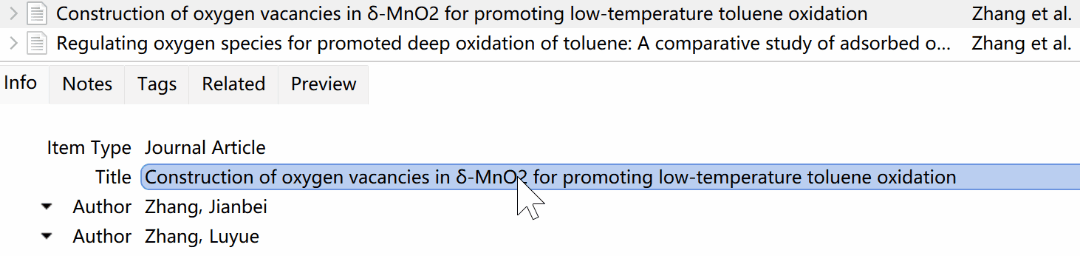 Construction of oxygen vacancies in δ-MnO2 for promoting low-temperature toluene oxidation Zhang et al.
Regulating oxygen species for promoted deep oxidation of toluene: A comparative study of adsorbed o... Zhang et al.
Info Notes Tags Related Preview
Item Type Journal Article
Title Construction of oxygen vacancies in δ-MnO2 for promoting low-temperature toluene oxidation
Author Zhang, Jianbei
Author Zhang, Luyue